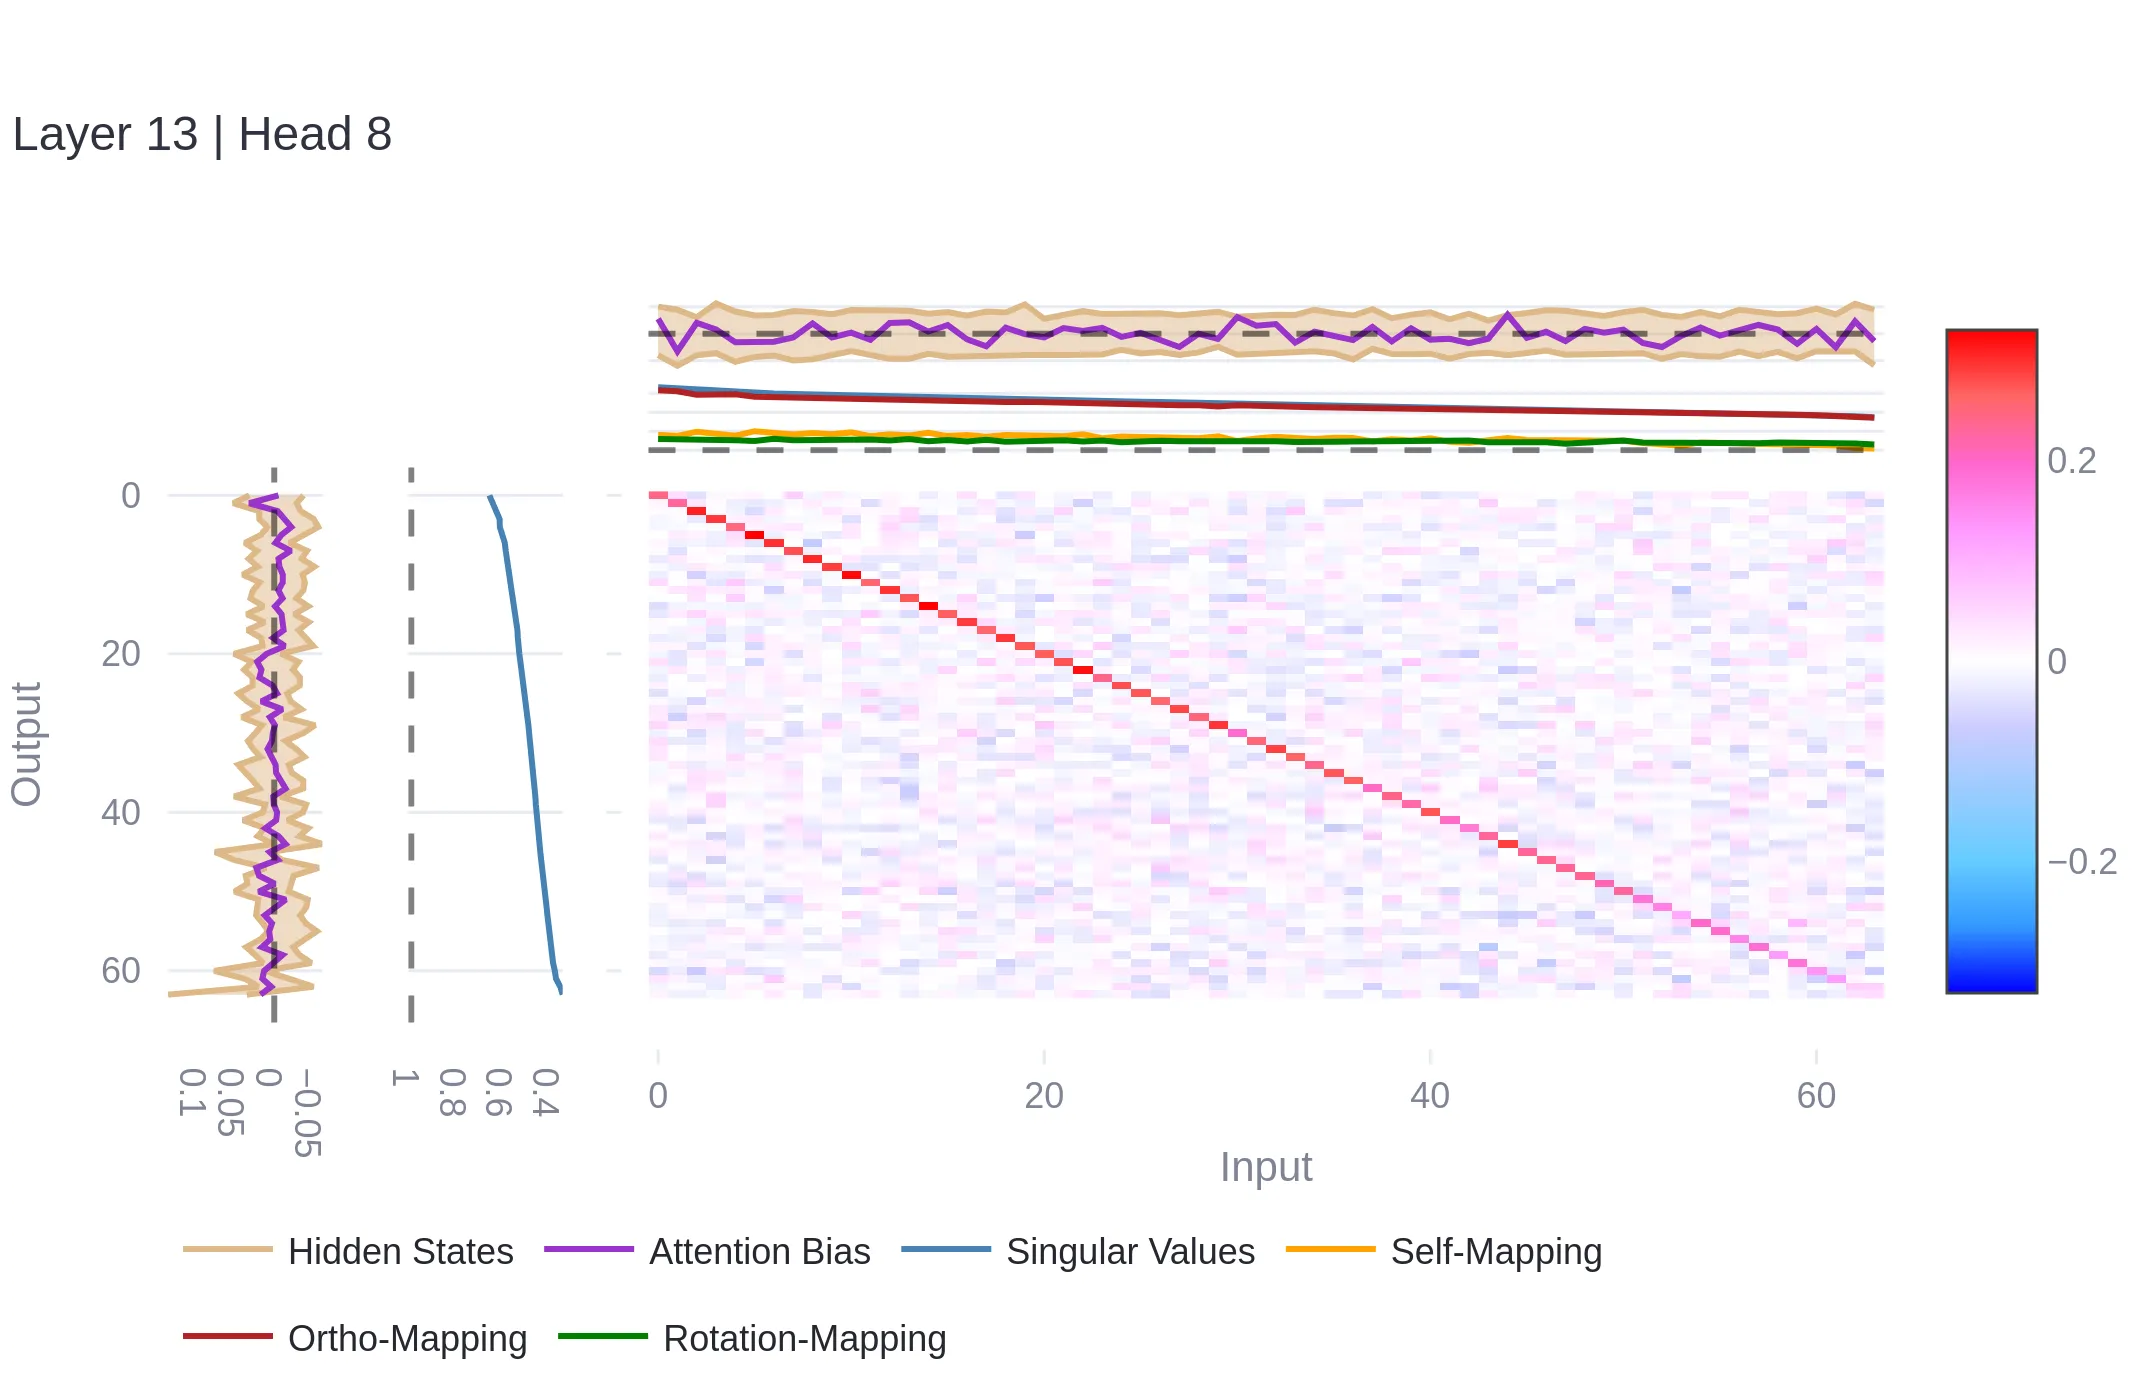 Layer 13 | Head 8
0.2
0
−0.2
Output
0
20
40
60
0.1
0.05
0
−0.05
1
0.8
0.6
0.4
0
20
40
60
Input
Hidden States
Attention Bias
Singular Values
Self-Mapping
Ortho-Mapping
Rotation-Mapping